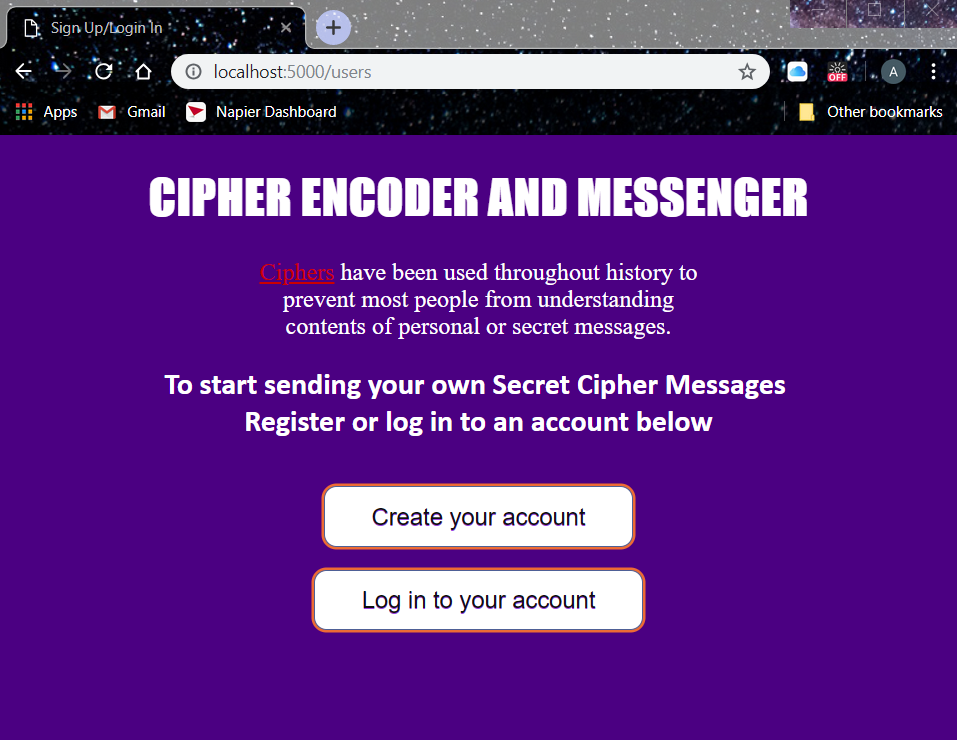 Sign Up/Login In
localhost:5000/users
OFF
A
Apps
Gmail
Napier Dashboard
Other bookmarks
CIPHER ENCODER AND MESSENGER
Ciphers have been used throughout history to
prevent most people from understanding
contents of personal or secret messages.
To start sending your own Secret Cipher Messages
Register or log in to an account below
Create your account
Log in to your account